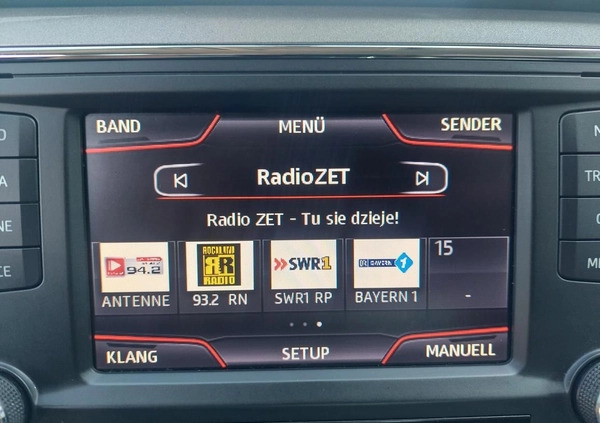 BAND MENÜ SENDER
RadioZET
Radio ZET - Tu sie dzieje!
94.2
RR
RADIO
SWR1
BAYERN 1
15
ANTENNE 93.2 RN SWR1 RP BAYERN 1 -
KLANG SETUP MANUELL